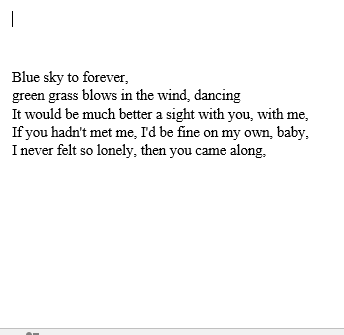 Blue sky to forever,
green grass blows in the wind, dancing
It would be much better a sight with you, with me,
If you hadn't met me, I'd be fine on my own, baby,
I never felt so lonely, then you came along,